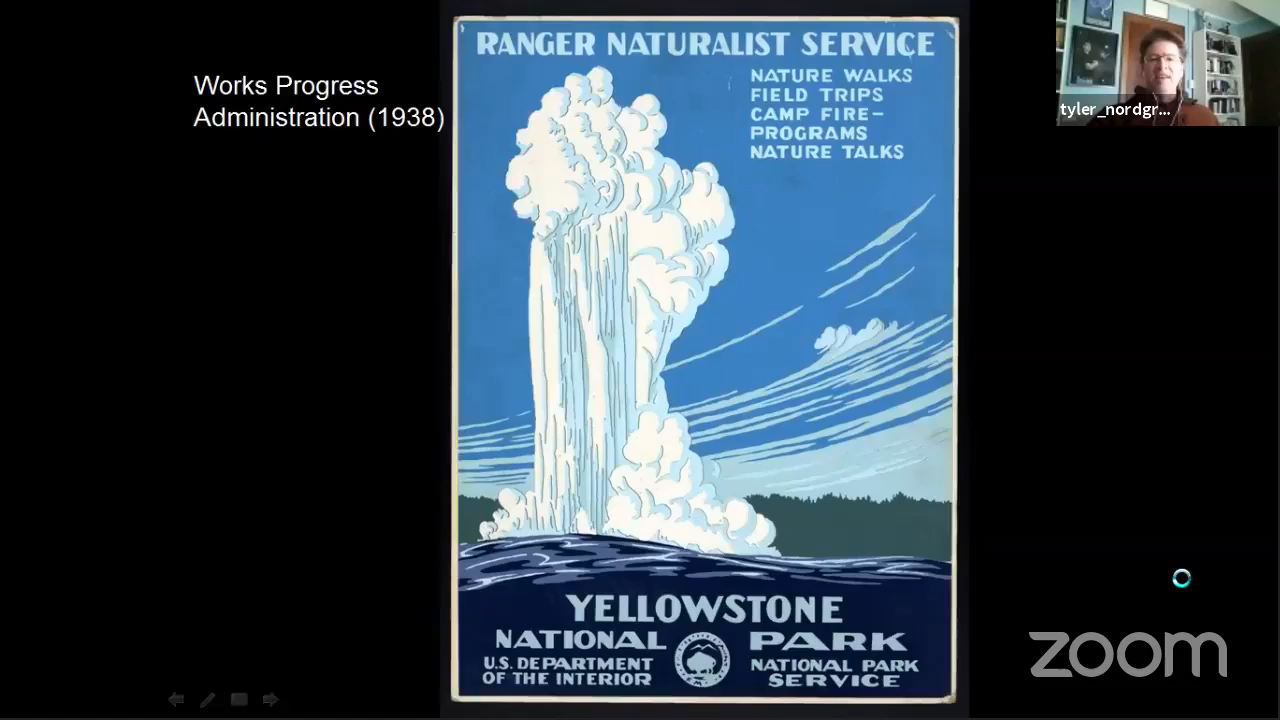 Works Progress
Administration (1938)
RANGER NATURALIST SERVICE
NATURE WALKS
FIELD TRIPS
CAMP FIRE-
PROGRAMS
NATURE TALKS
tyler_nordgr...
YELLOWSTONE
NATIONAL PARK
U.S. DEPARTMENT
OF THE INTERIOR
NATIONAL PARK
SERVICE
zoom